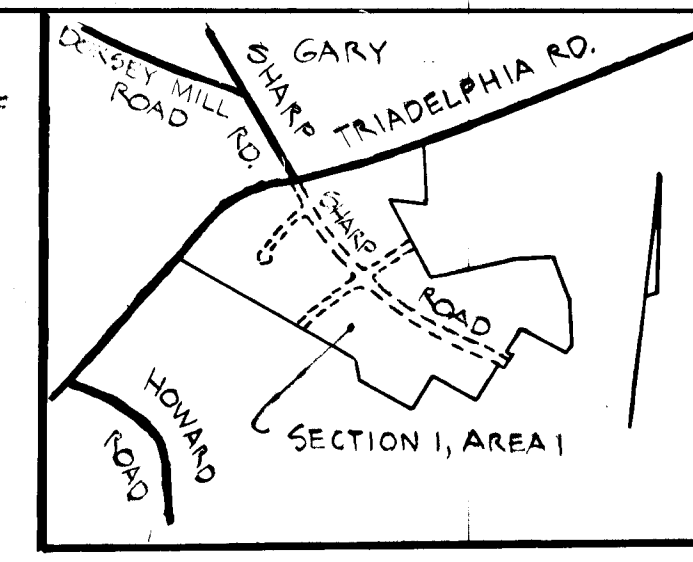 DORSEY MILL
ROAD
SHARP
RD.
GARY
TRIADELPHIA RD.
SHARP
ROAD
HOWARD
ROAD
SECTION 1, AREA 1